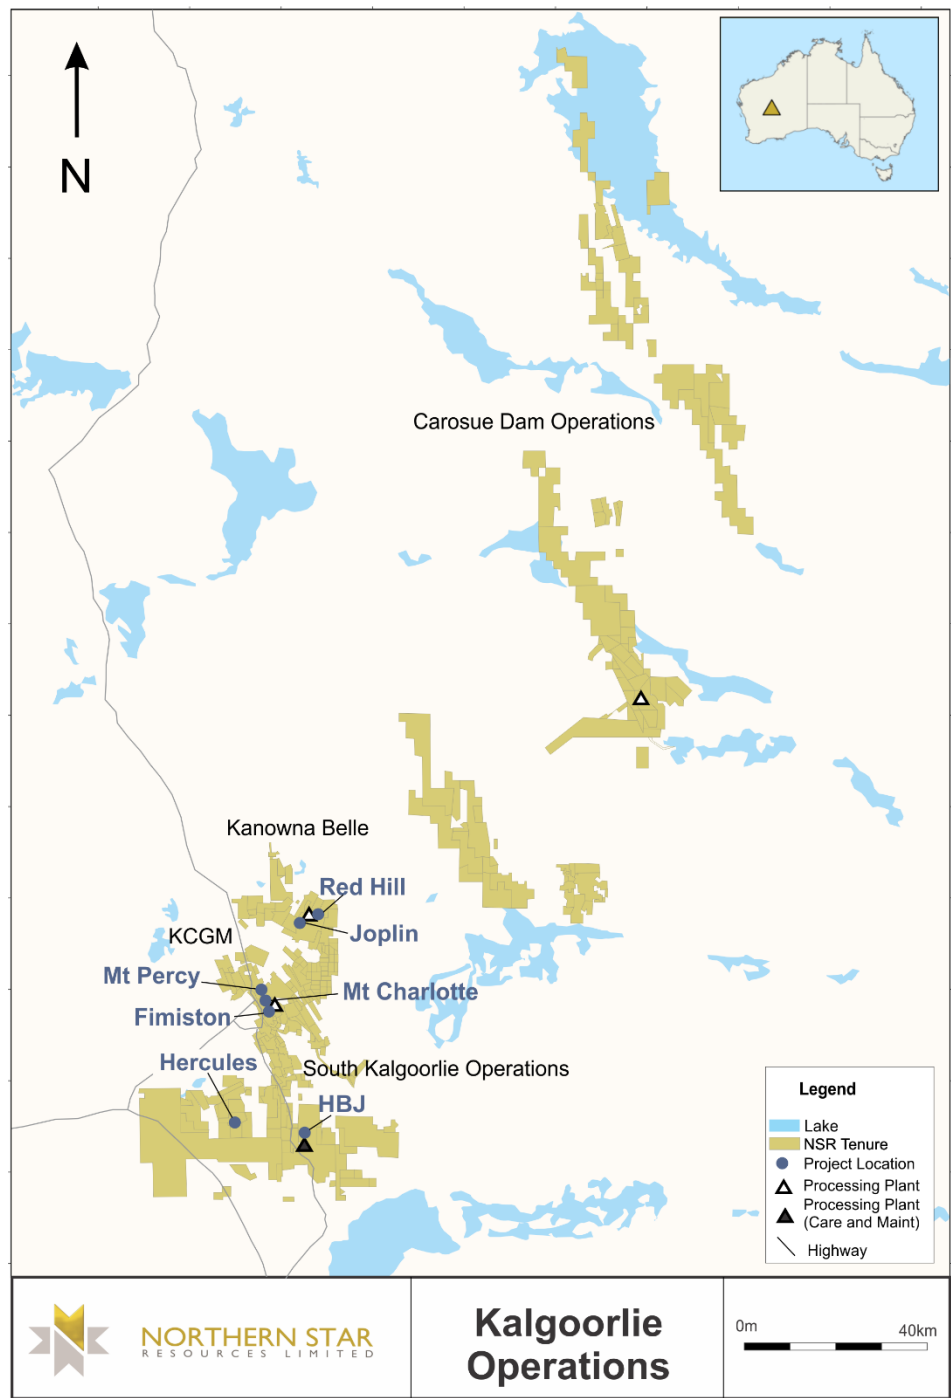 N
Carosue Dam Operations
Kanowna Belle
Red Hill
Joplin
KCGM
Mt Percy
Mt Charlotte
Fimiston
South Kalgoorlie Operations
Hercules
HBJ
Legend
Lake
NSR Tenure
Project Location
Processing Plant
Processing Plant
(Care and Maint)
Highway
NORTHERN STAR
RESOURCES LIMITED
Kalgoorlie
Operations
0m 40km